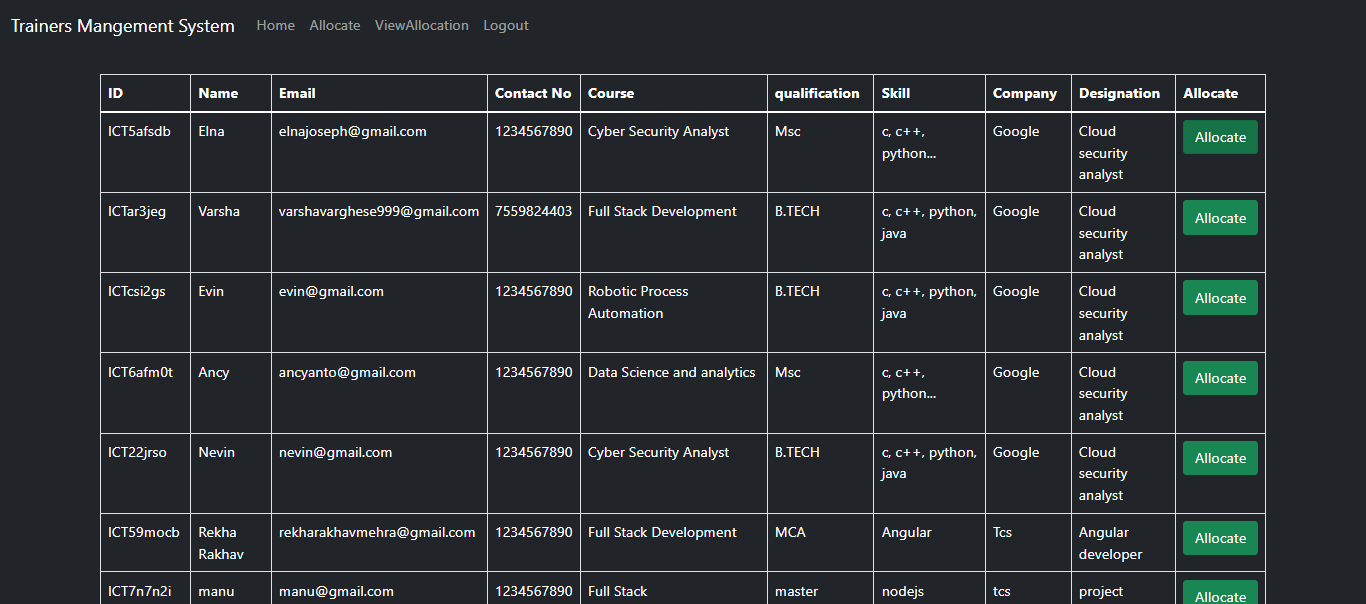 Trainers Mangement System Home Allocate ViewAllocation Logout
ID Name Email Contact No Course qualification Skill Company Designation Allocate
ICT5afsdb Elna elnajoseph@gmail.com 1234567890 Cyber Security Analyst Msc c, c++, Google Cloud Allocate
python... security
analyst
ICTar3jeg Varsha varshavarghese999@gmail.com 7559824403 Full Stack Development B.TECH c, c++, python, Google Cloud Allocate
java security
analyst
ICTcsi2gs Evin evin@gmail.com 1234567890 Robotic Process B.TECH c, c++, python, Google Cloud Allocate
Automation java security
analyst
ICT6afm0t Ancy ancyanto@gmail.com 1234567890 Data Science and analytics Msc c, c++, Google Cloud Allocate
python... security
analyst
ICT22jrso Nevin nevin@gmail.com 1234567890 Cyber Security Analyst B.TECH c, c++, python, Google Cloud Allocate
java security
analyst
ICT59mocb Rekha rekharakhavmehra@gmail.com 1234567890 Full Stack Development MCA Angular Tcs Angular Allocate
Rakhav developer
ICT7n7n2i manu manu@gmail.com 1234567890 Full Stack master nodejs tcs project Allocate